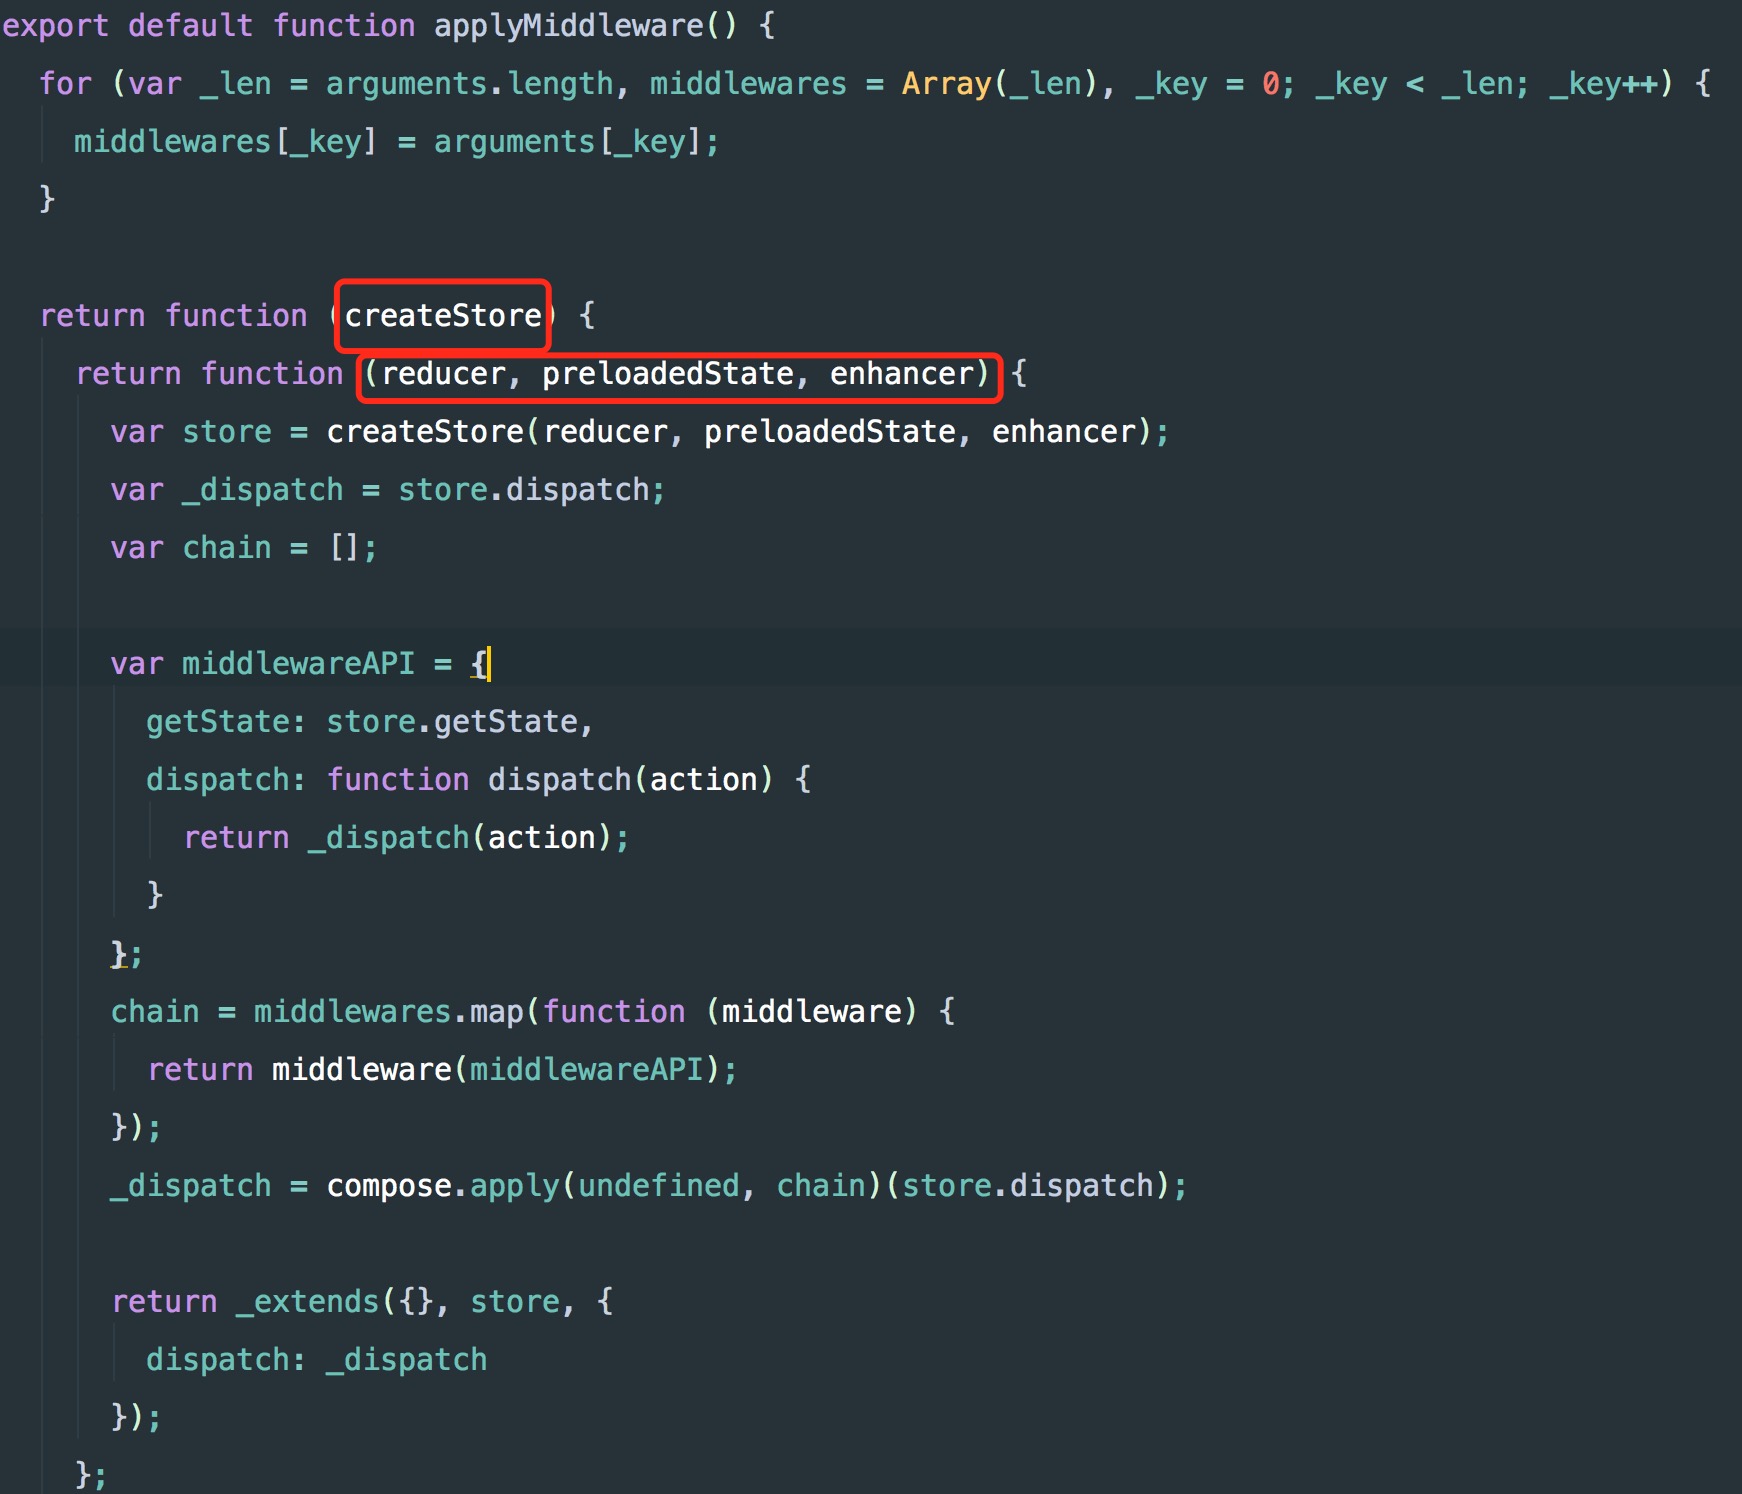 export default function applyMiddleware() {
  for (var _len = arguments.length, middlewares = Array(_len), _key = 0; _key < _len; _key++) {
    middlewares[_key] = arguments[_key];
  }

  return function (createStore) {
    return function (reducer, preloadedState, enhancer) {
      var store = createStore(reducer, preloadedState, enhancer);
      var _dispatch = store.dispatch;
      var chain = [];

      var middlewareAPI = {
        getState: store.getState,
        dispatch: function dispatch(action) {
          return _dispatch(action);
        }
      };
      chain = middlewares.map(function (middleware) {
        return middleware(middlewareAPI);
      });
      _dispatch = compose.apply(undefined, chain)(store.dispatch);

      return _extends({}, store, {
        dispatch: _dispatch
      });
    };